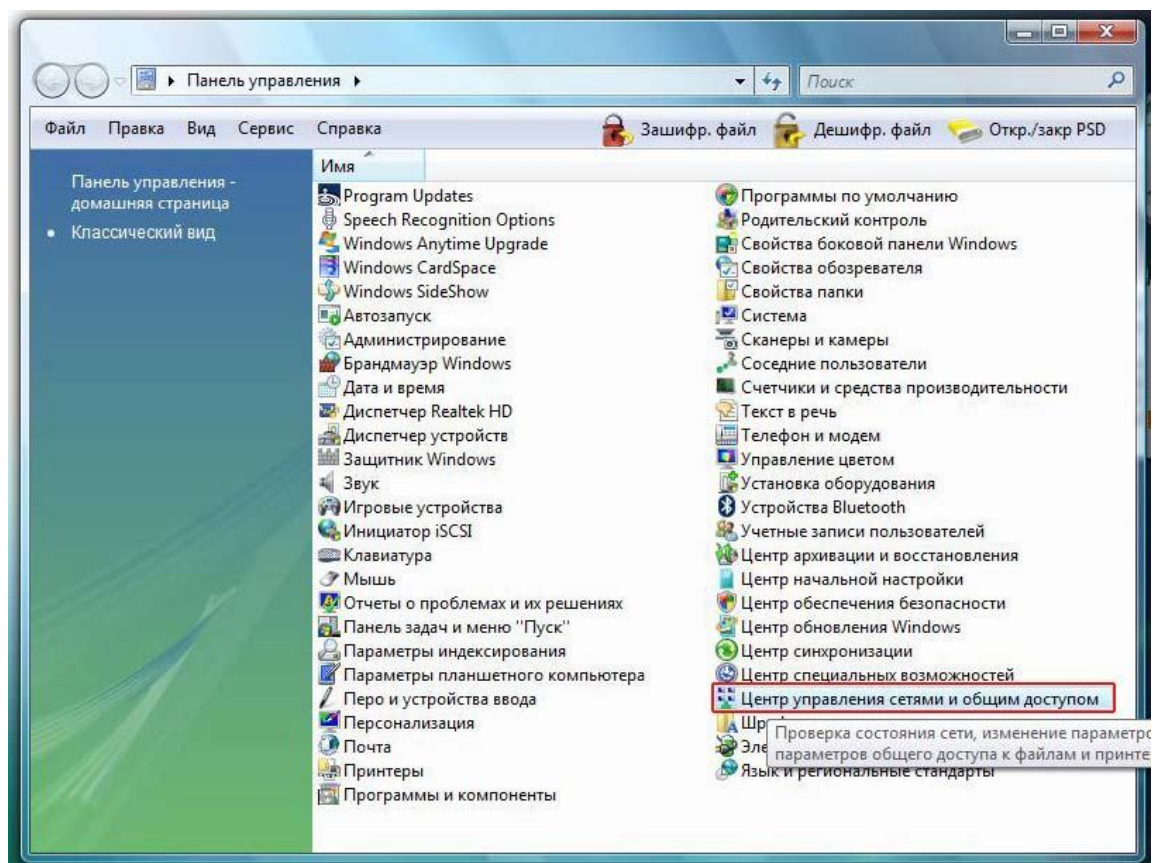 Панель управления
Поиск
Файл Правка Вид Сервис Справка Зашифр. файл Дешифр. файл Откр./закр PSD
Панель управления -
домашняя страница
Классический вид
Имя
Program Updates
Speech Recognition Options
Windows Anytime Upgrade
Windows CardSpace
Windows SideShow
Автозапуск
Администрирование
Брандмауэр Windows
Дата и время
Диспетчер Realtek HD
Диспетчер устройств
Защитник Windows
Звук
Игровые устройства
Инициатор iSCSI
Клавиатура
Мышь
Отчеты о проблемах и их решениях
Панель задач и меню ''Пуск''
Параметры индексирования
Параметры планшетного компьютера
Перо и устройства ввода
Персонализация
Почта
Принтеры
Программы и компоненты
Программы по умолчанию
Родительский контроль
Свойства боковой панели Windows
Свойства обозревателя
Свойства папки
Система
Сканеры и камеры
Соседние пользователи
Счетчики и средства производительности
Текст в речь
Телефон и модем
Управление цветом
Установка оборудования
Устройства Bluetooth
Учетные записи пользователей
Центр архивации и восстановления
Центр начальной настройки
Центр обеспечения безопасности
Центр обновления Windows
Центр синхронизации
Центр специальных возможностей
Центр управления сетями и общим доступом
Проверка состояния сети, изменение
параметров общего доступа к файлам и
Язык и региональные стандарты